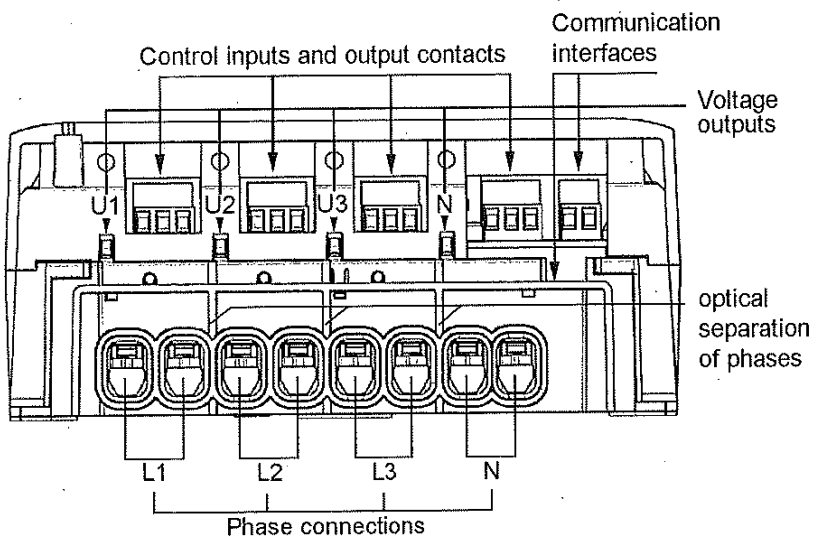 Communication
interfaces
Control inputs and output contacts
Voltage
outputs
U1 U2 U3 N
optical
separation
of phases
L1 L2 L3 N
Phase connections